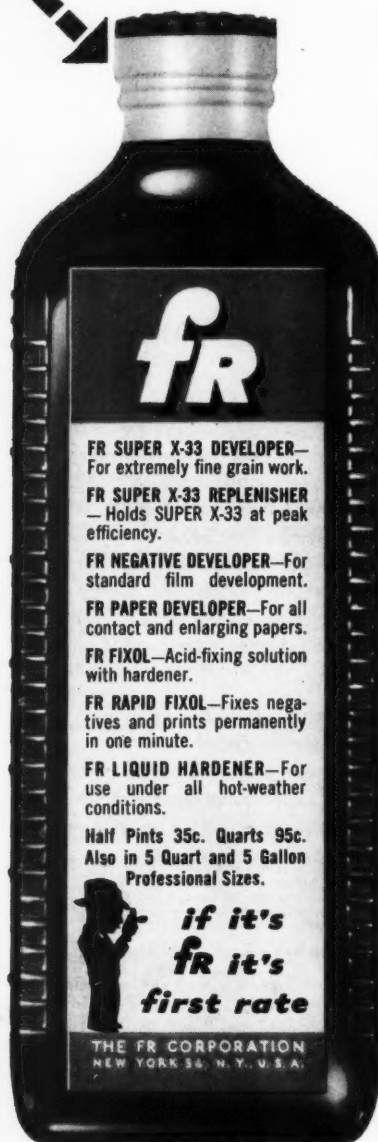 fR
FR SUPER X-33 DEVELOPER—
For extremely fine grain work.
FR SUPER X-33 REPLENISHER
— Holds SUPER X-33 at peak
efficiency.
FR NEGATIVE DEVELOPER—For
standard film development.
FR PAPER DEVELOPER—For all
contact and enlarging papers.
FR FIXOL—Acid-fixing solution
with hardener.
FR RAPID FIXOL—Fixes nega-
tives and prints permanently
in one minute.
FR LIQUID HARDENER—For
use under all hot-weather
conditions.
Half Pints 35c. Quarts 95c.
Also in 5 Quart and 5 Gallon
Professional Sizes.
if it's
fR it's
first rate
THE FR CORPORATION
NEW YORK 56, N.Y., U.S.A.